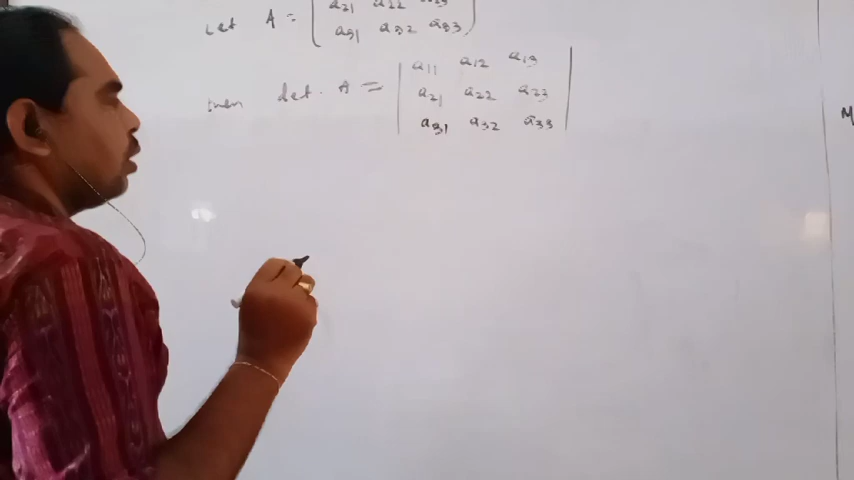 a21 a22 a23
Let A =
a31 a32 a33
a11 a12 a13
then det. A = a21 a22 a23
a31 a32 a33
M